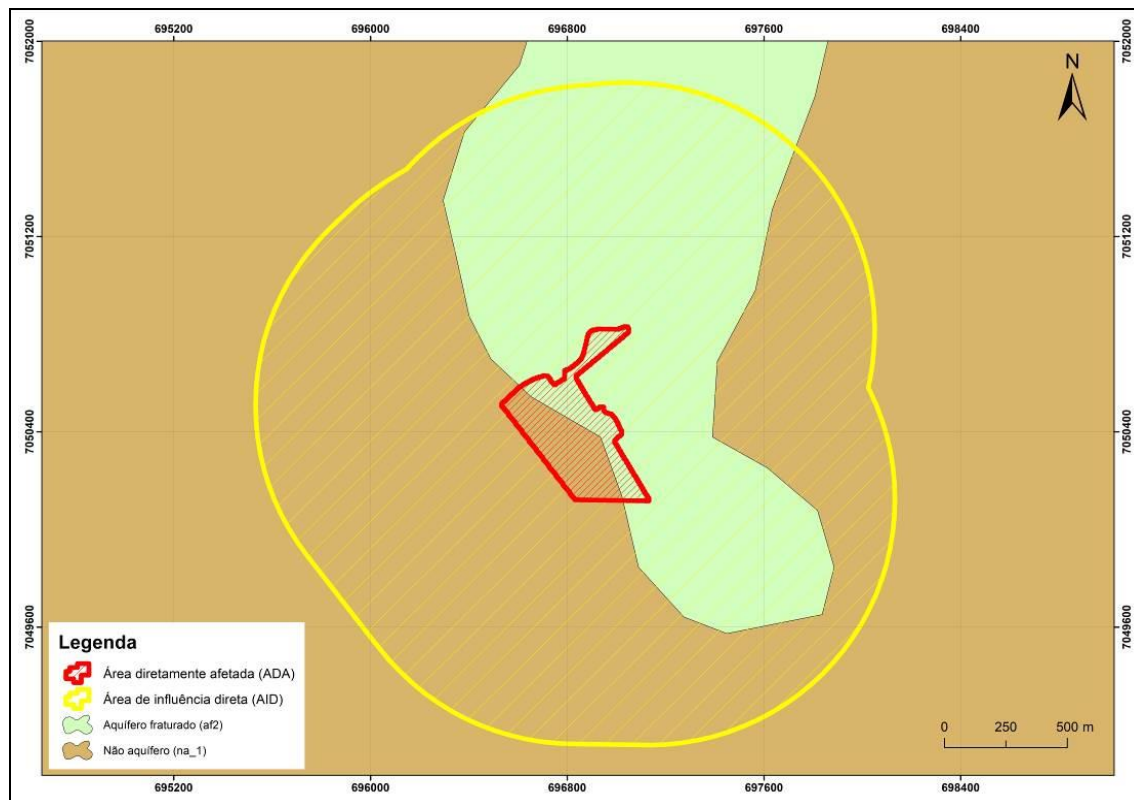 695200 696000 696800 697600 698400
7052000 7052000
N
7051200 7051200
7050400 7050400
7049600 7049600
Legenda
Área diretamente afetada (ADA)
Área de influência direta (AID)
Aquífero fraturado (af2)
Não aquífero (na_1)
0 250 500 m
695200 696000 696800 697600 698400